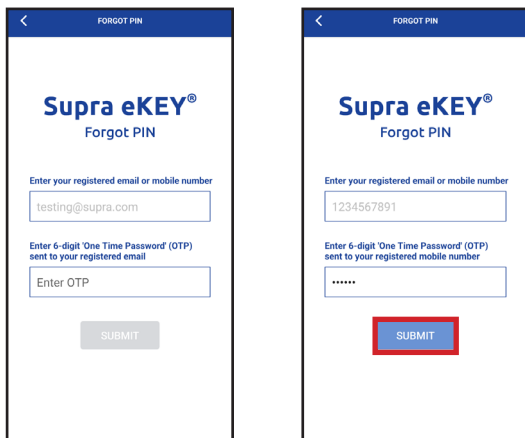 FORGOT PIN
Supra eKEY®
Forgot PIN
Enter your registered email or mobile number
testing@supra.com
Enter 6-digit 'One Time Password' (OTP)
sent to your registered email
Enter OTP
SUBMIT
FORGOT PIN
Supra eKEY®
Forgot PIN
Enter your registered email or mobile number
1234567891
Enter 6-digit 'One Time Password' (OTP)
sent to your registered mobile number
••••••
SUBMIT